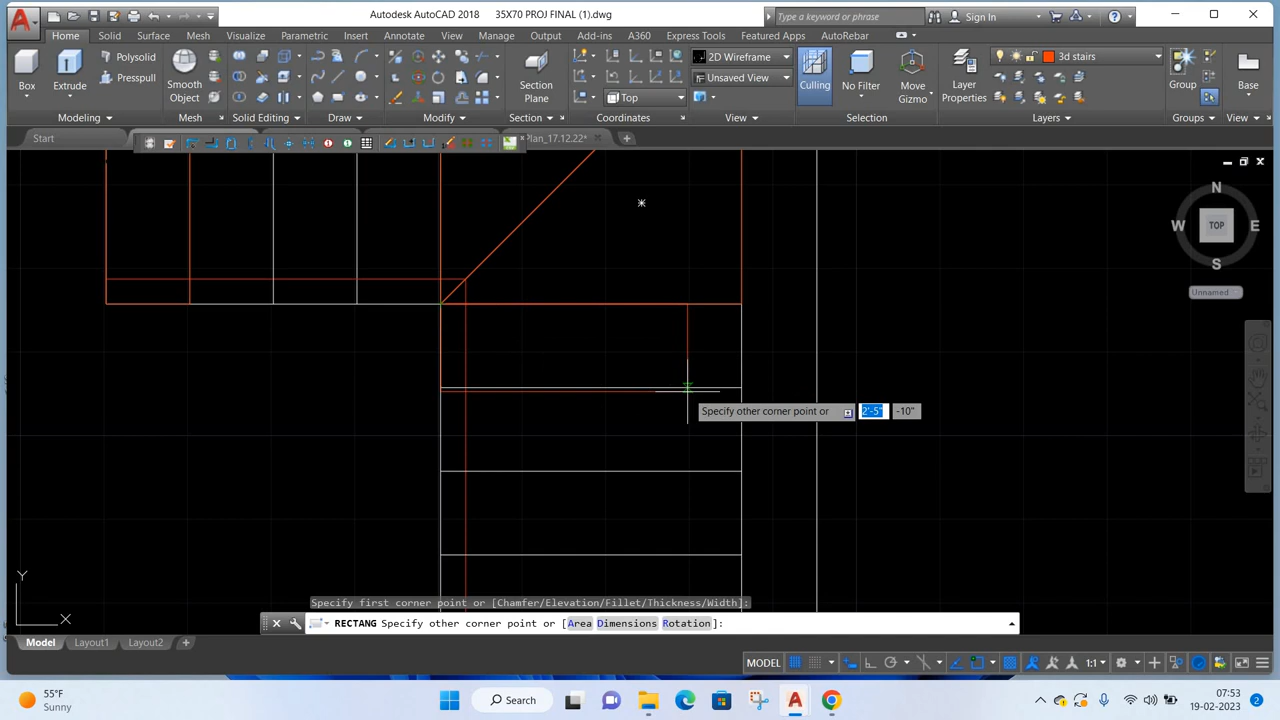 Autodesk AutoCAD 2018 35X70 PROJ FINAL (1).dwg
Type a keyword or phrase
Sign In
Home Solid Surface Mesh Visualize Parametric Insert Annotate View Manage Output Add-ins A360 Express Tools Featured Apps AutoRebar
Box
Extrude
Polysolid
Presspull
Smooth
Object
Section
Plane
2D Wireframe
Unsaved View
Top
Culling
No Filter
Move
Gizmo
Layer
Properties
3d stairs
Group
Base
Modeling Mesh Solid Editing Draw Modify Section Coordinates View Selection Layers Groups
Start
Plan_17.12.22*
N
W TOP E
S
Unnamed
Specify other corner point or 2'-5" -10"
Y
X
Specify first corner point or [Chamfer/Elevation/Fillet/Thickness/Width]:
RECTANG Specify other corner point or [Area Dimensions Rotation]:
Model Layout1 Layout2
MODEL
1:1
55°F
Sunny
Search
07:53
19-02-2023
2